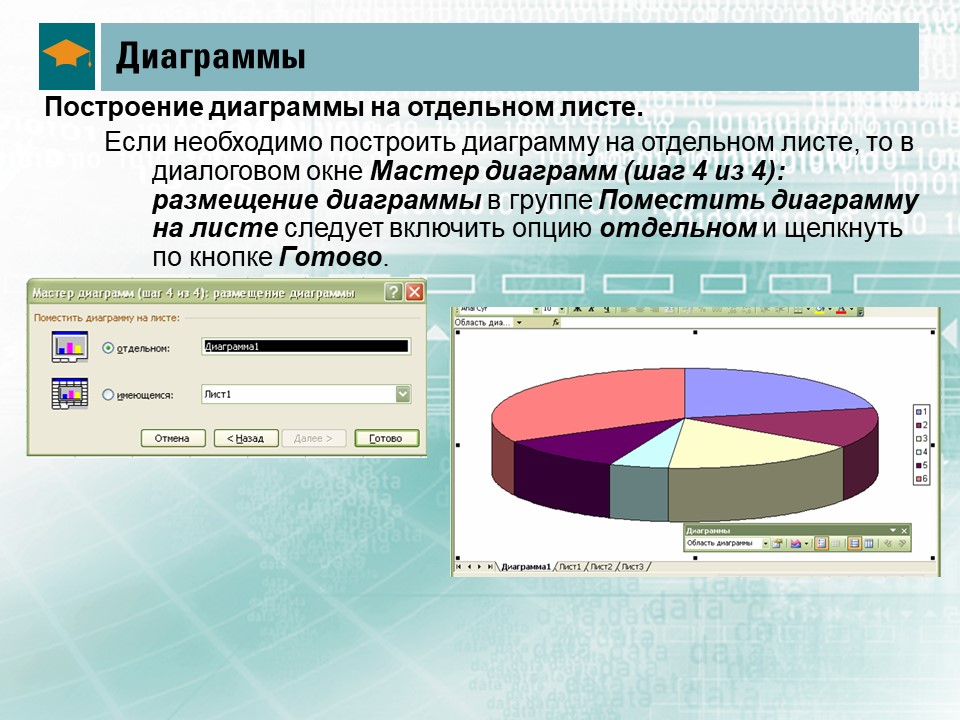 Диаграммы
Построение диаграммы на отдельном листе.
Если необходимо построить диаграмму на отдельном листе, то в
диалоговом окне Мастер диаграмм (шаг 4 из 4):
размещение диаграммы в группе Поместить диаграмму
на листе следует включить опцию отдельном и щелкнуть
по кнопке Готово.
Мастер диаграмм (шаг 4 из 4): размещение диаграммы
Поместить диаграмму на листе:
отдельном: Диаграмма1
имеющемся: Лист1
Отмена < Назад Далее > Готово
Arial Cyr 10 Ж К Ч
Область диа... fx
1
2
3
4
5
6
Диаграммы
Область диаграммы
Диаграмма1 Лист1 Лист2 Лист3